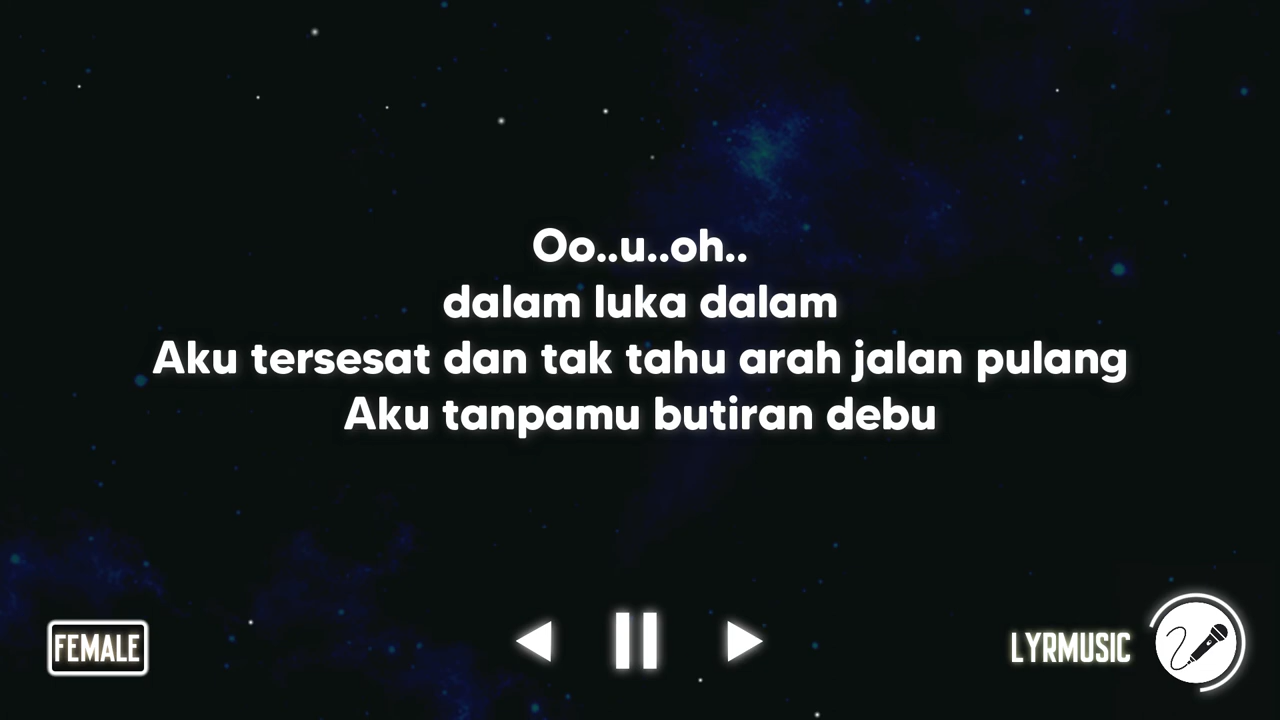 Oo..u..oh..
dalam luka dalam
Aku tersesat dan tak tahu arah jalan pulang
Aku tanpamu butiran debu
FEMALE
LYRMUSIC